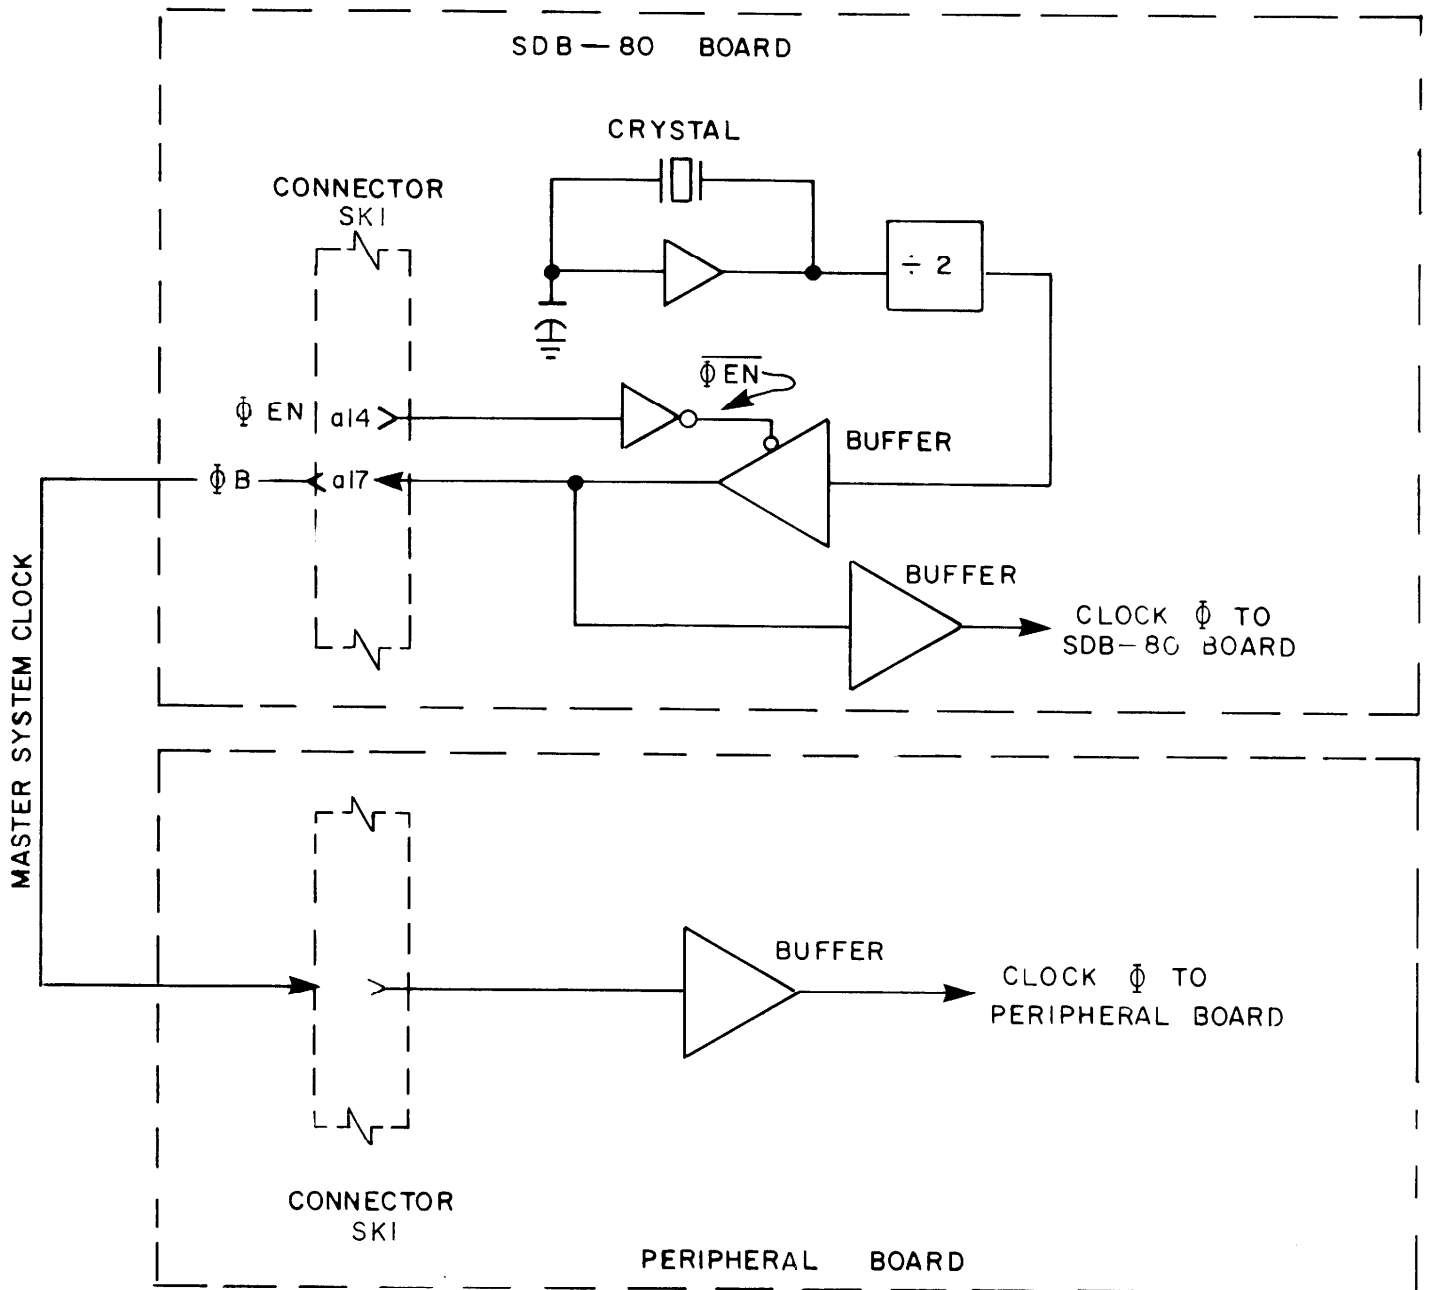 SDB-80 BOARD
CRYSTAL
CONNECTOR
SK1
÷ 2
Φ EN
a14
Φ EN
BUFFER
Φ B
a17
BUFFER
CLOCK Φ TO
SDB-80 BOARD
MASTER SYSTEM CLOCK
BUFFER
CLOCK Φ TO
PERIPHERAL BOARD
CONNECTOR
SK1
PERIPHERAL BOARD